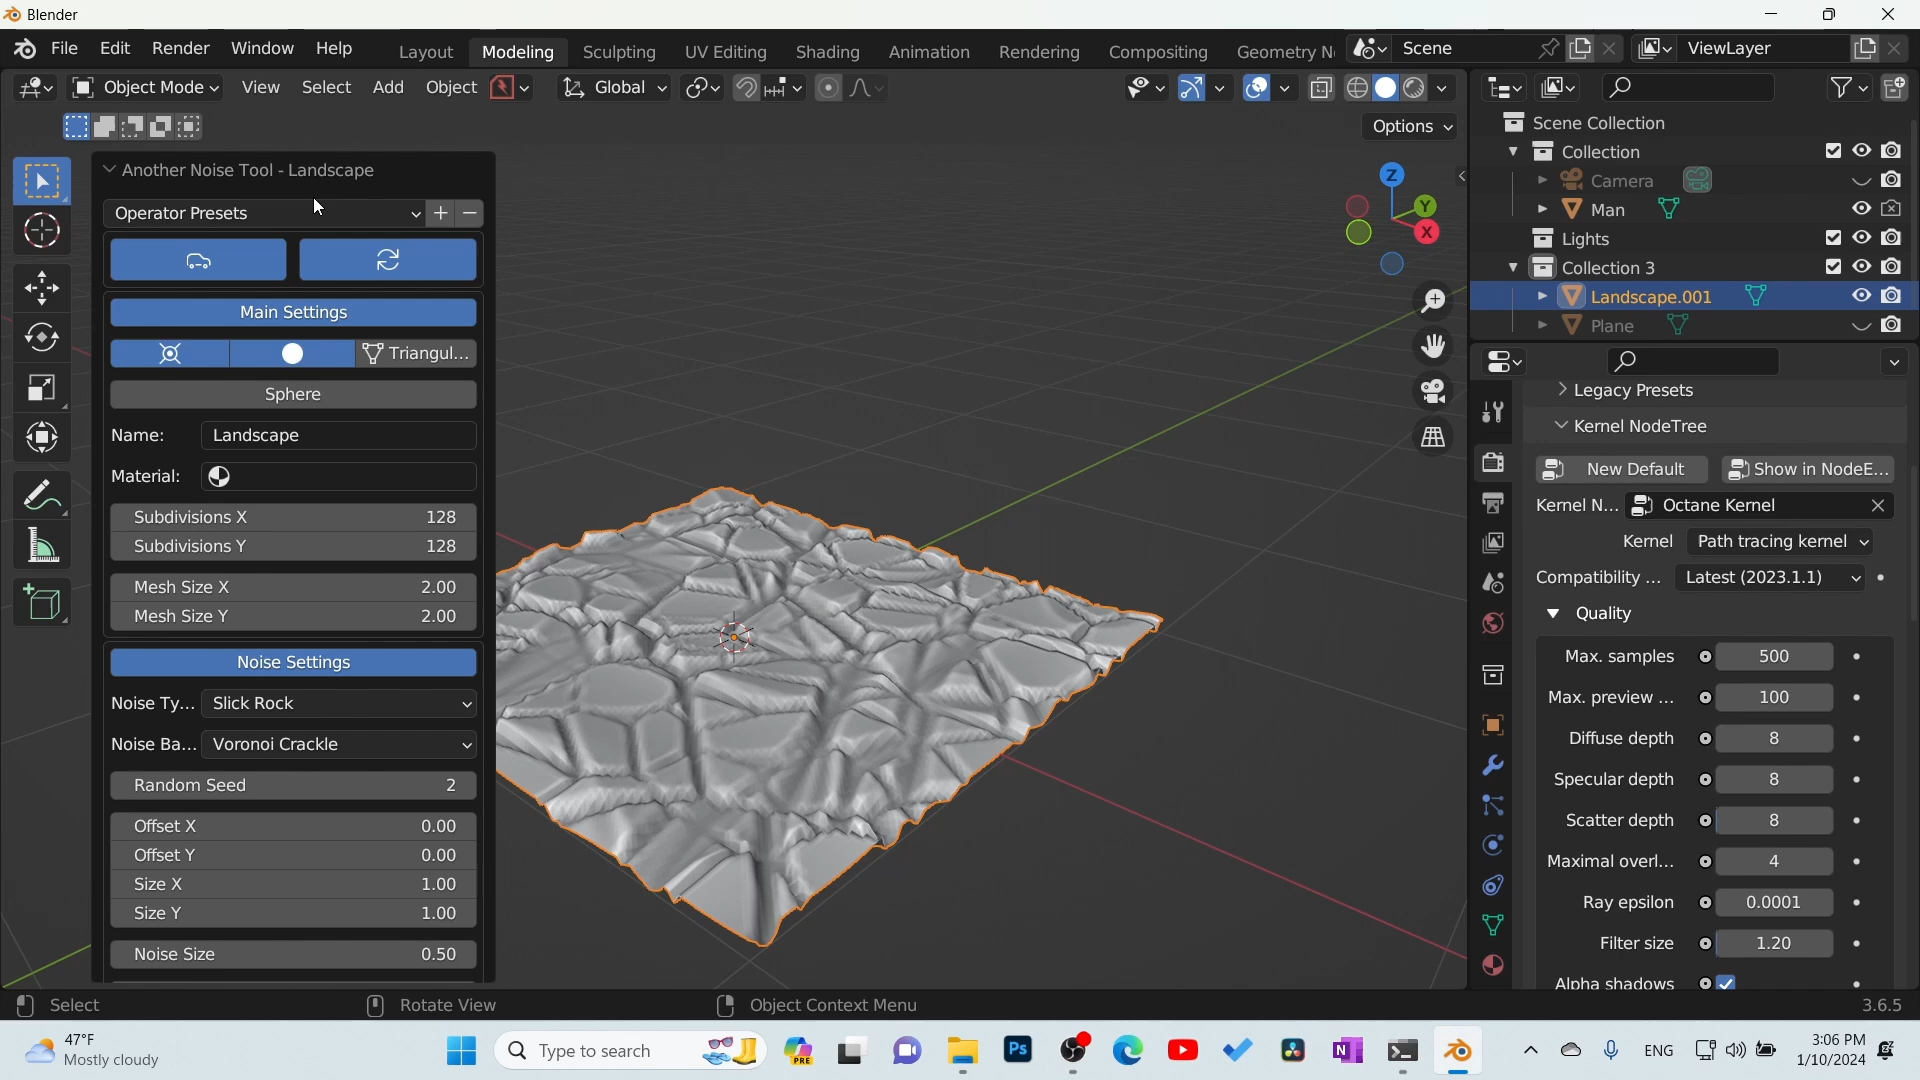 Blender
File Edit Render Window Help Layout Modeling Sculpting UV Editing Shading Animation Rendering Compositing Geometry N Scene ViewLayer
Object Mode View Select Add Object Global
Options
Another Noise Tool - Landscape
Operator Presets
Main Settings
Triangul...
Sphere
Name: Landscape
Material:
Subdivisions X 128
Subdivisions Y 128
Mesh Size X 2.00
Mesh Size Y 2.00
Noise Settings
Noise Ty... Slick Rock
Noise Ba... Voronoi Crackle
Random Seed 2
Offset X 0.00
Offset Y 0.00
Size X 1.00
Size Y 1.00
Noise Size 0.50
Z
Y
X
Scene Collection
Collection
Camera
Man
Lights
Collection 3
Landscape.001
Plane
Legacy Presets
Kernel NodeTree
New Default Show in NodeE...
Kernel N... Octane Kernel
Kernel Path tracing kernel
Compatibility ... Latest (2023.1.1)
Quality
Max. samples 500
Max. preview ... 100
Diffuse depth 8
Specular depth 8
Scatter depth 8
Maximal overl... 4
Ray epsilon 0.0001
Filter size 1.20
Alpha shadows
Select Rotate View Object Context Menu 3.6.5
47°F
Mostly cloudy
Type to search
PRE
Ps
N
ENG
3:06 PM
1/10/2024